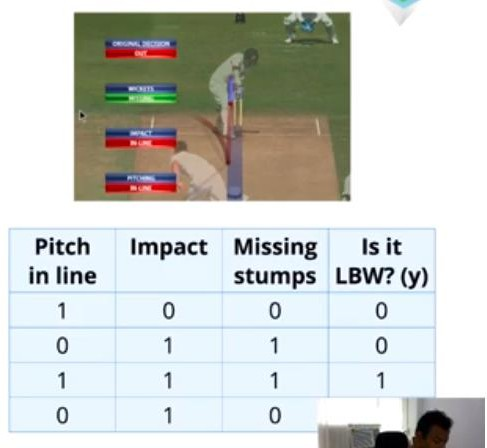 ORIGINAL DECISION
OUT
WICKETS
MISSING
IMPACT
IN-LINE
PITCHING
IN-LINE
Pitch in line Impact Missing stumps Is it LBW? (y)
1 0 0 0
0 1 1 0
1 1 1 1
0 1 0